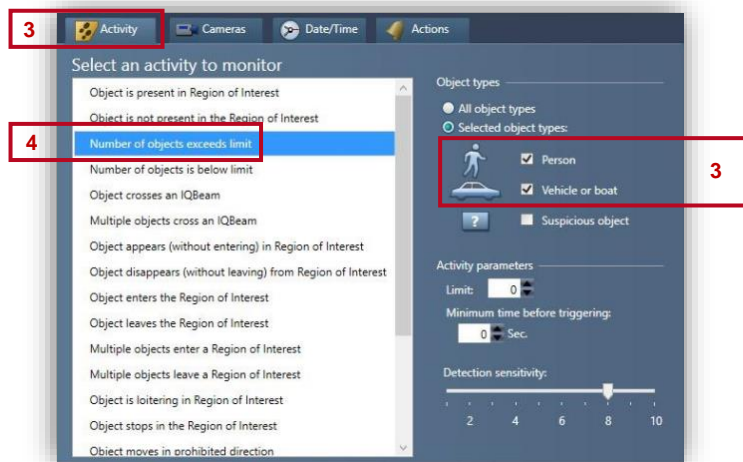 3
Activity
Cameras
Date/Time
Actions
Select an activity to monitor
Object is present in Region of Interest
Object is not present in the Region of Interest
4
Number of objects exceeds limit
Number of objects is below limit
Object crosses an IQBeam
Multiple objects cross an IQBeam
Object appears (without entering) in Region of Interest
Object disappears (without leaving) from Region of Interest
Object enters the Region of Interest
Object leaves the Region of Interest
Multiple objects enter a Region of Interest
Multiple objects leave a Region of Interest
Object is loitering in Region of Interest
Object stops in the Region of Interest
Object moves in prohibited direction
Object types
All object types
Selected object types:
Person
3
Vehicle or boat
?
Suspicious object
Activity parameters
Limit: 0
Minimum time before triggering:
0 Sec.
Detection sensitivity:
2 4 6 8 10